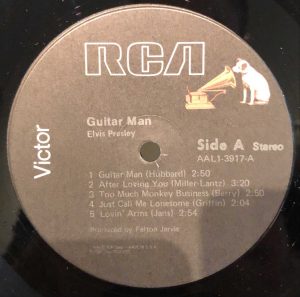 RCA
Victor
Guitar Man
Elvis Presley
Side A Stereo
AAL1-3917-A
1 Guitar Man (Hubbard) 2:50
2 After Loving You (Miller-Lantz) 3:20
3 Too Much Monkey Business (Berry) 2:50
4 Just Call Me Lonesome (Griffin) 2:04
5 Lovin' Arms (Jans) 2:54
Produced by Felton Jarvis